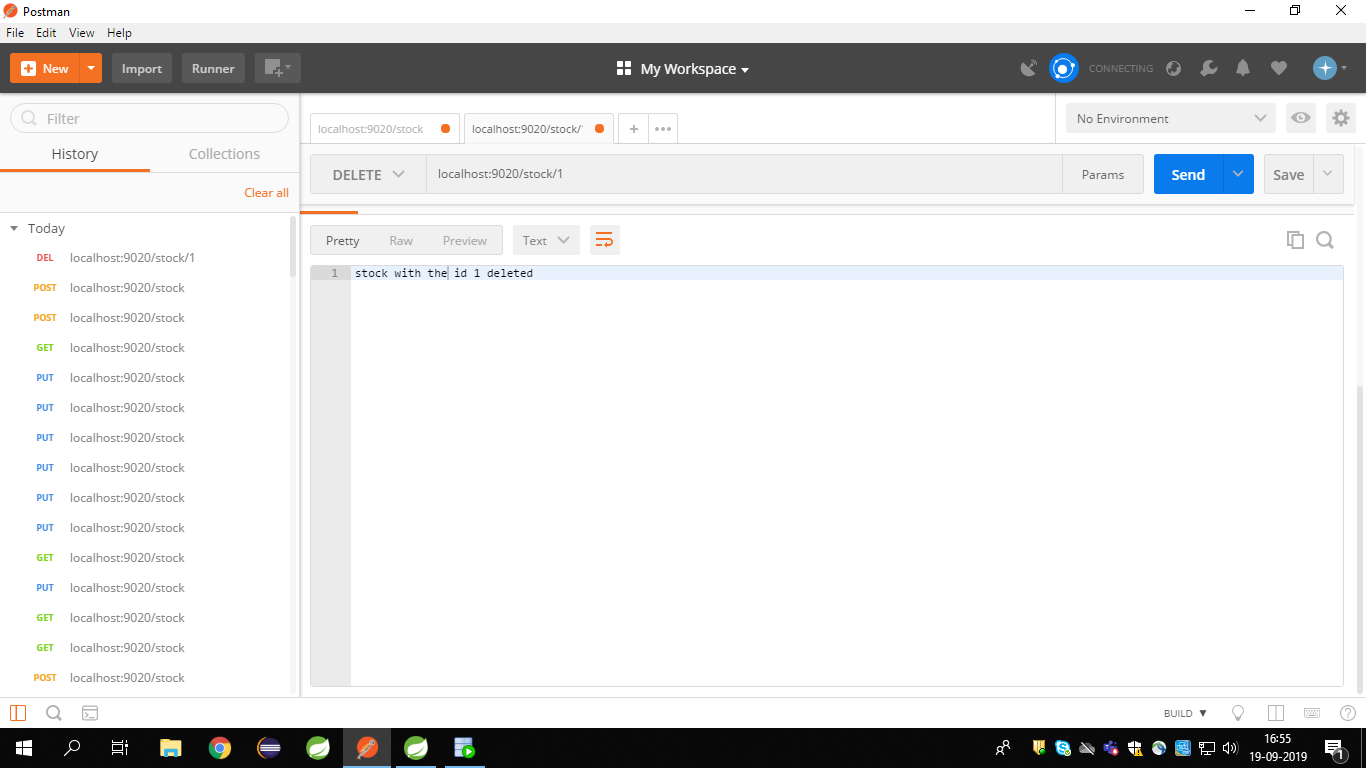 Postman
File Edit View Help
New Import Runner My Workspace CONNECTING
Filter
History Collections
Clear all
Today
DEL localhost:9020/stock/1
POST localhost:9020/stock
POST localhost:9020/stock
GET localhost:9020/stock
PUT localhost:9020/stock
PUT localhost:9020/stock
PUT localhost:9020/stock
PUT localhost:9020/stock
PUT localhost:9020/stock
PUT localhost:9020/stock
GET localhost:9020/stock
PUT localhost:9020/stock
GET localhost:9020/stock
GET localhost:9020/stock
POST localhost:9020/stock
localhost:9020/stock localhost:9020/stock/ No Environment
DELETE localhost:9020/stock/1 Params Send Save
Pretty Raw Preview Text
1 stock with the id 1 deleted
BUILD
16:55
19-09-2019
1